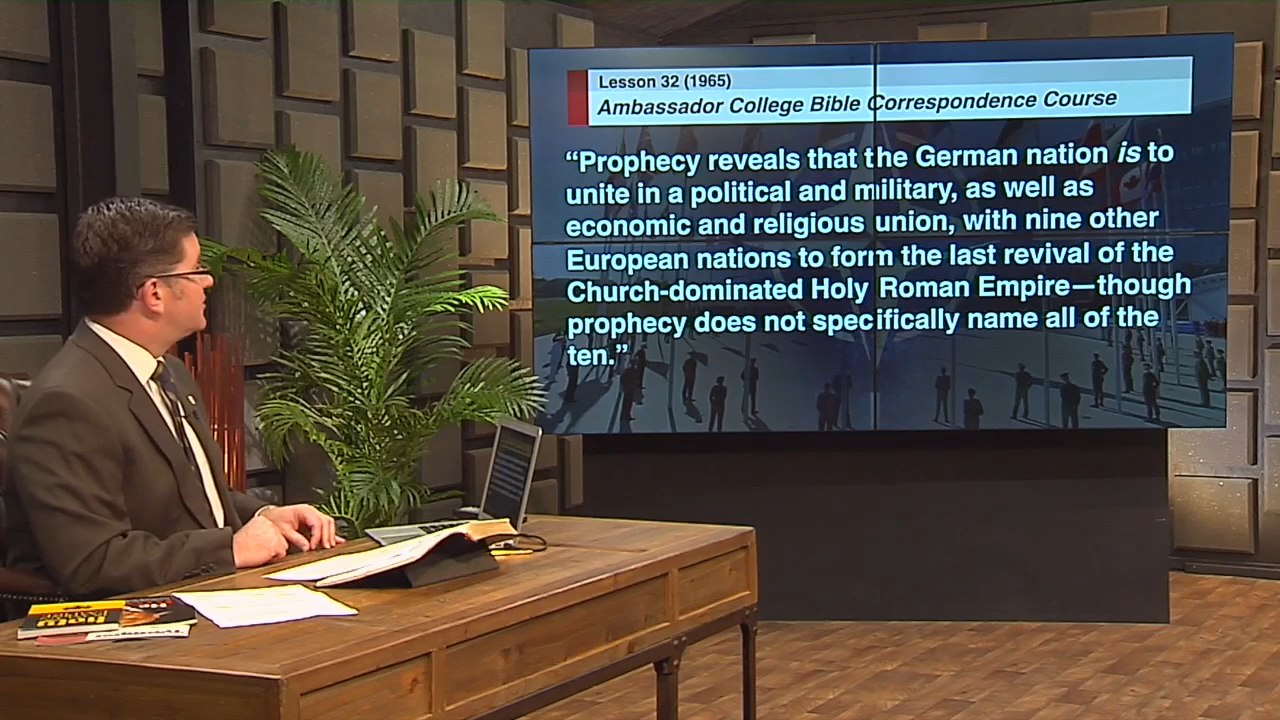 Lesson 32 (1965)
Ambassador College Bible Correspondence Course
“Prophecy reveals that the German nation is to
unite in a political and military, as well as
economic and religious union, with nine other
European nations to form the last revival of the
Church-dominated Holy Roman Empire—though
prophecy does not specifically name all of the
ten.”